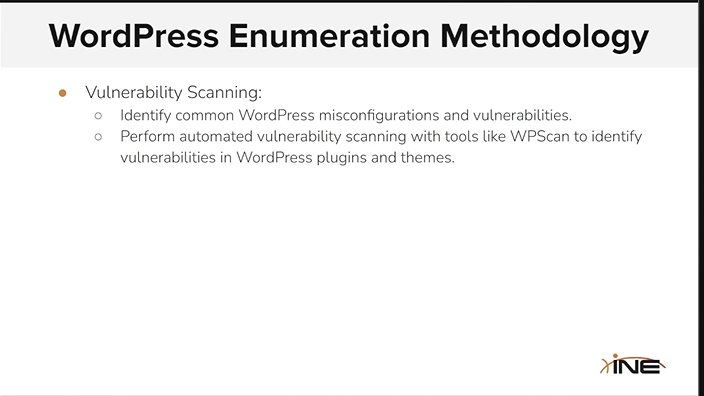 WordPress Enumeration Methodology
● Vulnerability Scanning:
○ Identify common WordPress misconfigurations and vulnerabilities.
○ Perform automated vulnerability scanning with tools like WPScan to identify
vulnerabilities in WordPress plugins and themes.
INE